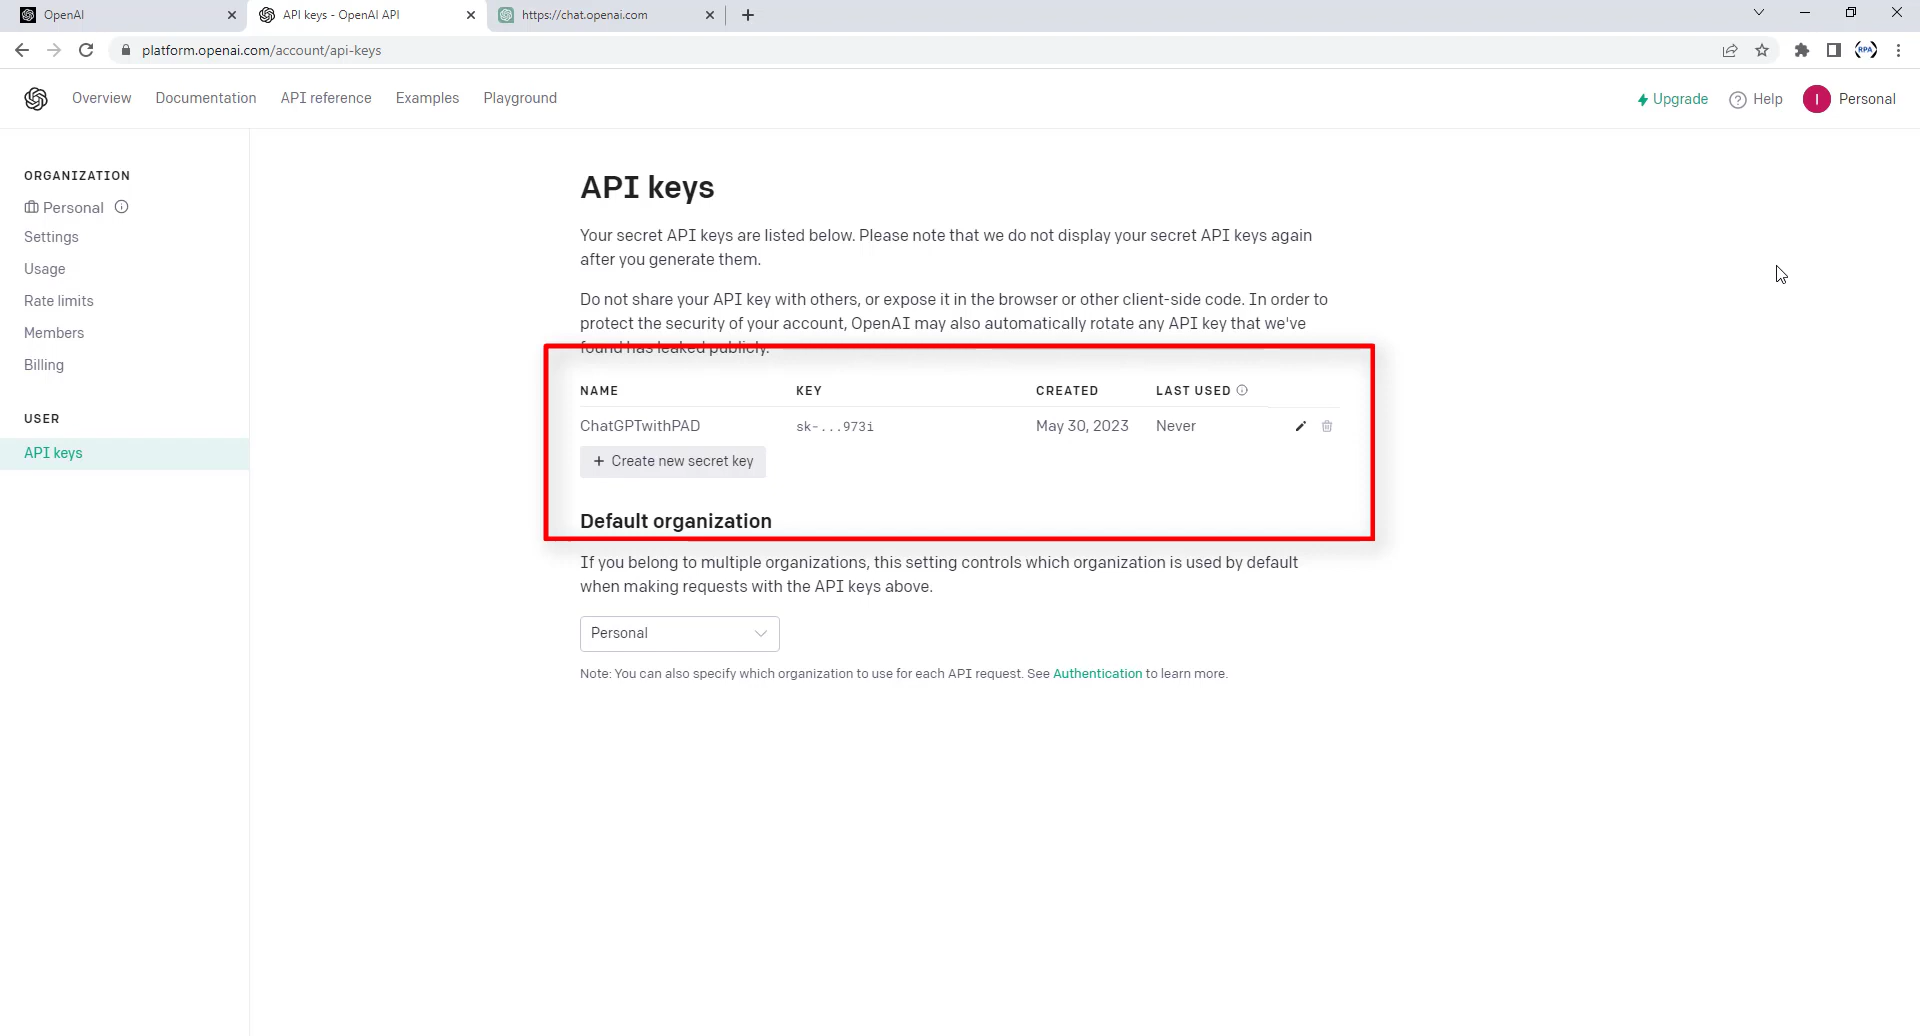 OpenAI
API keys - OpenAI API
https://chat.openai.com
platform.openai.com/account/api-keys
RPA
Overview Documentation API reference Examples Playground
Upgrade ? Help I Personal
ORGANIZATION
Personal
Settings
Usage
Rate limits
Members
Billing
USER
API keys
API keys
Your secret API keys are listed below. Please note that we do not display your secret API keys again
after you generate them.
Do not share your API key with others, or expose it in the browser or other client-side code. In order to
protect the security of your account, OpenAI may also automatically rotate any API key that we've
found has leaked publicly.
NAME KEY CREATED LAST USED
ChatGPTwithPAD sk-...973i May 30, 2023 Never
+ Create new secret key
Default organization
If you belong to multiple organizations, this setting controls which organization is used by default
when making requests with the API keys above.
Personal
Note: You can also specify which organization to use for each API request. See Authentication to learn more.